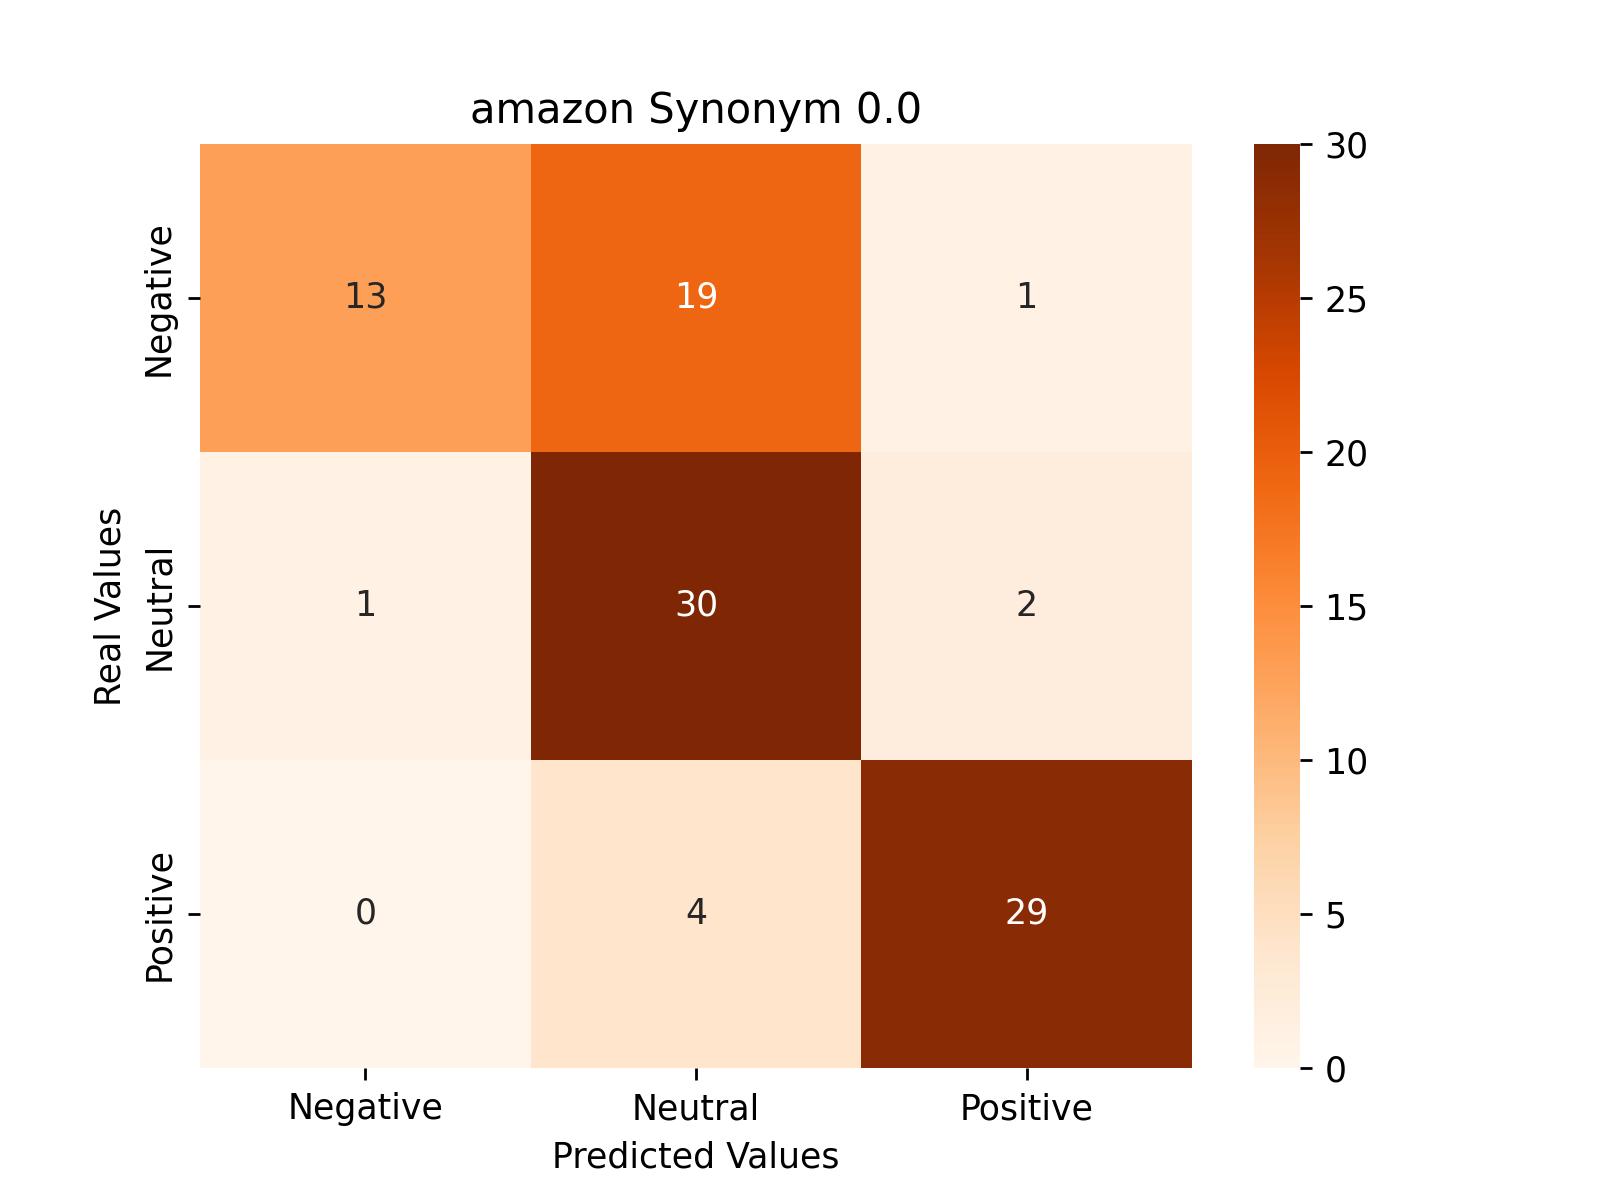 amazon Synonym 0.0
Real Values
Negative
13 19 1
Neutral
1 30 2
Positive
0 4 29
Negative Neutral Positive
Predicted Values
30
25
20
15
10
5
0